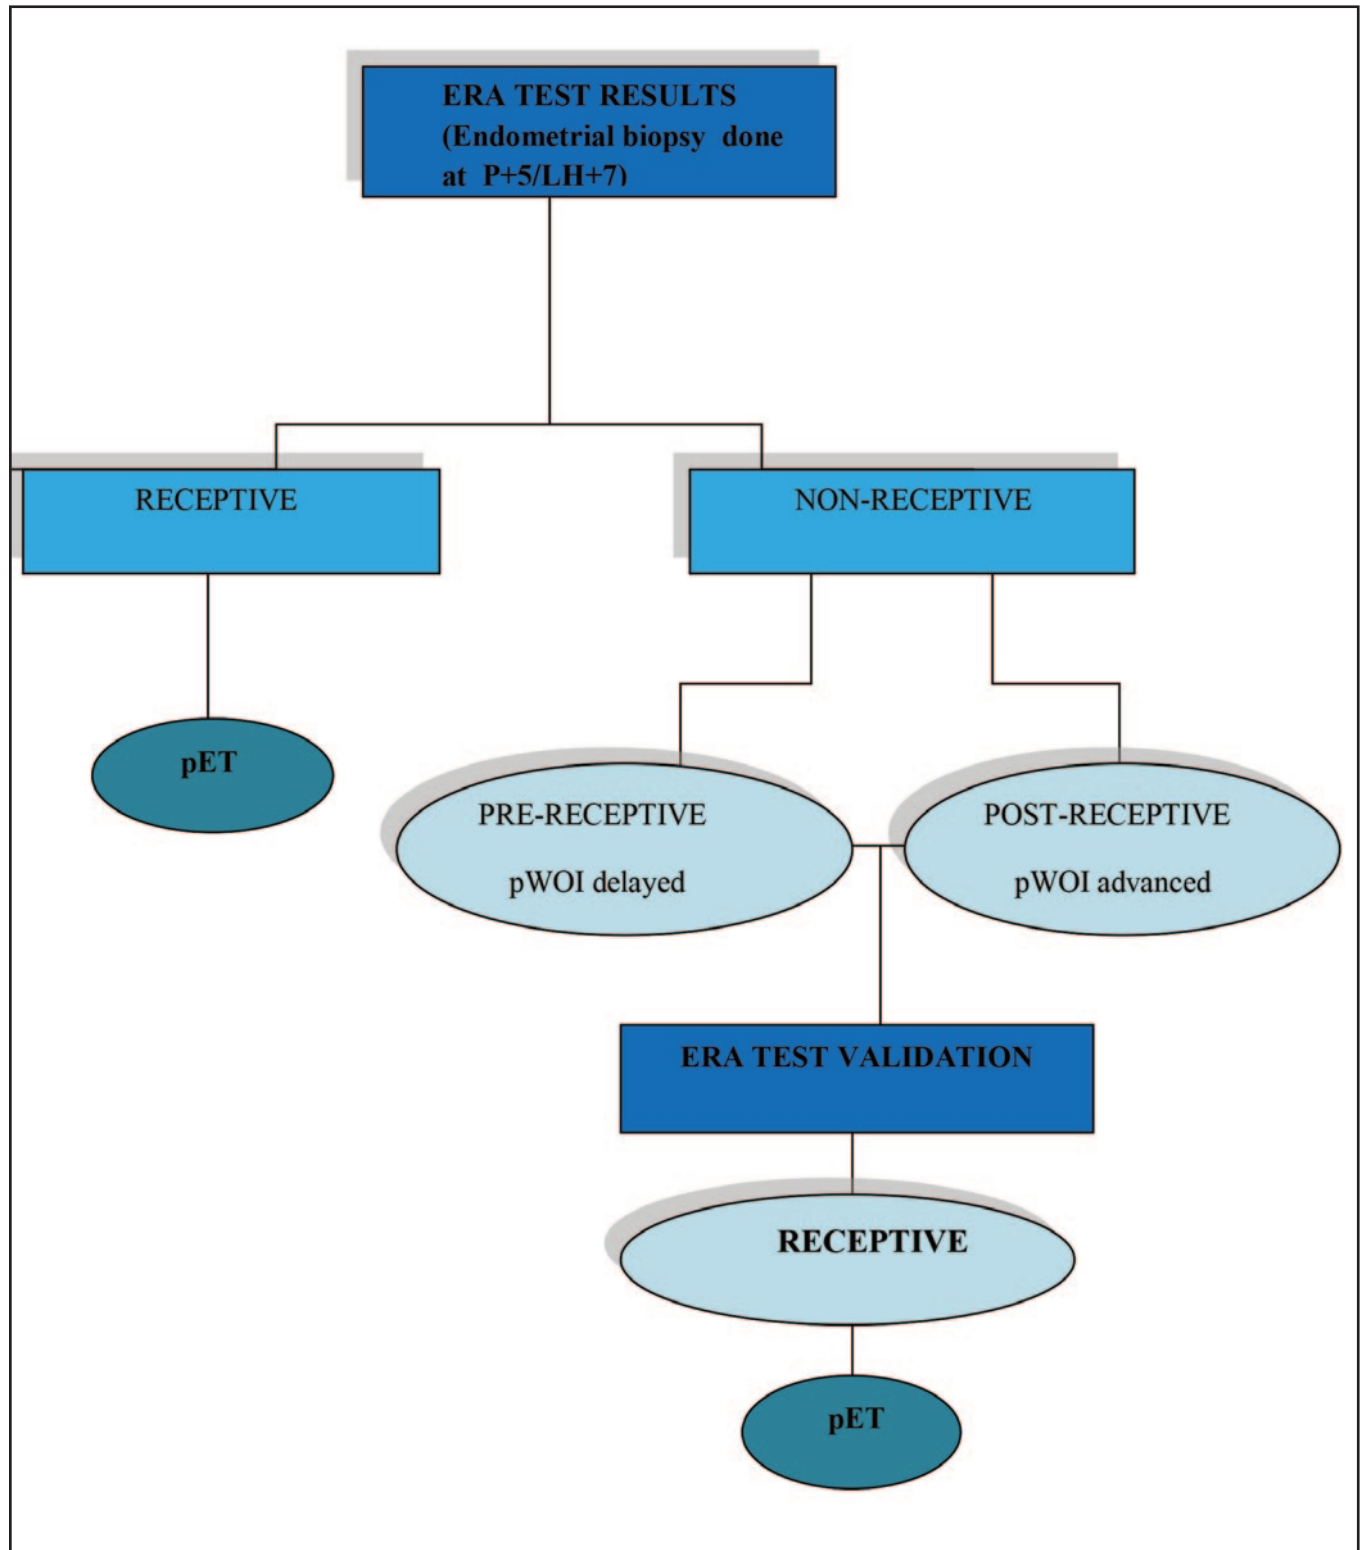 ERA TEST RESULTS
(Endometrial biopsy done
at P+5/LH+7)
RECEPTIVE
NON-RECEPTIVE
pET
PRE-RECEPTIVE
pWOI delayed
POST-RECEPTIVE
pWOI advanced
ERA TEST VALIDATION
RECEPTIVE
pET